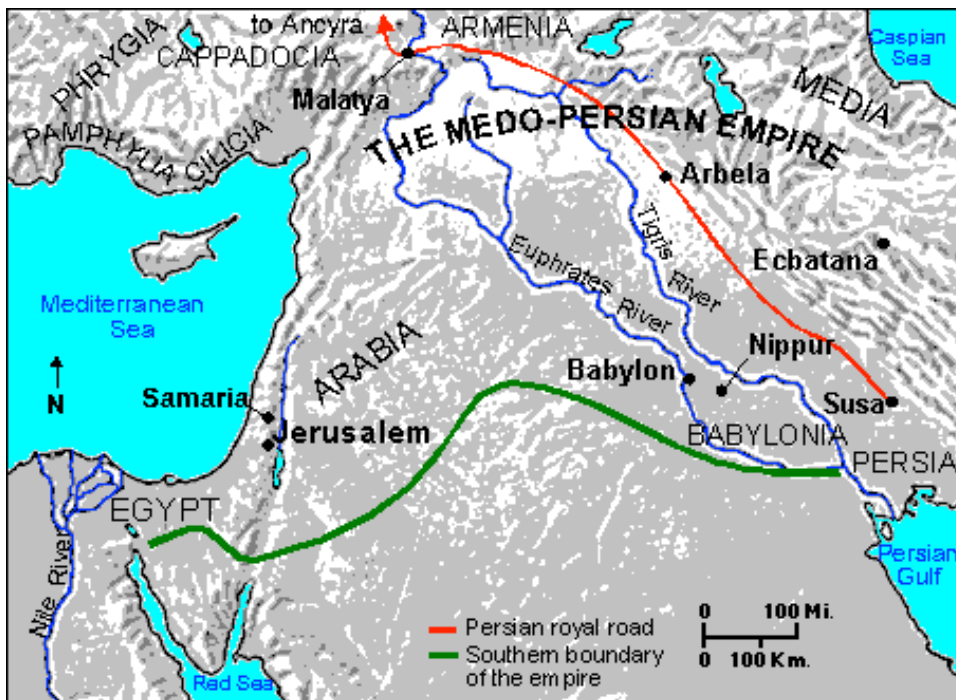 to Ancyra
ARMENIA
Caspian
Sea
PHRYGIA
CAPPADOCIA
MEDIA
Malatya
THE MEDO-PERSIAN EMPIRE
PAMPHYLIA
CILICIA
Arbela
Tigris River
Ecbatana
Euphrates River
Mediterranean
Sea
ARABIA
Nippur
Babylon
N
Samaria
Susa
Jerusalem
BABYLONIA
PERSIA
EGYPT
Nile River
Persian
Gulf
0 100 Mi.
Persian royal road
Southern boundary
of the empire
0 100 Km.
Red Sea